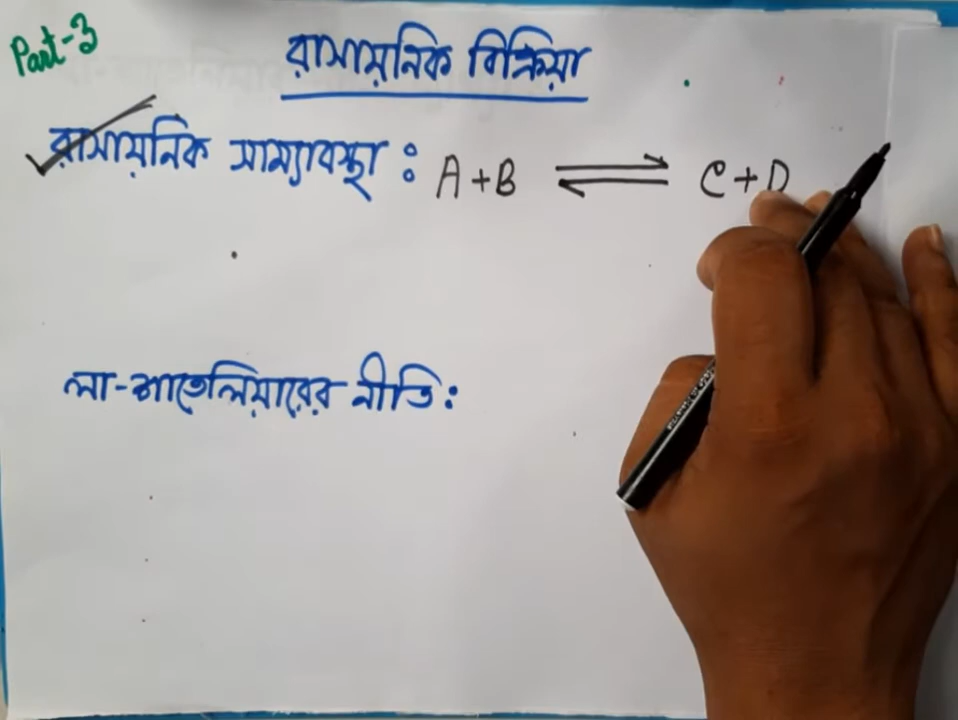 Part-3
রাসায়নিক বিক্রিয়া
রাসায়নিক সাম্যাবস্থা : A+B ⇌ C+D
লা-শাতেলিয়ারের নীতি: